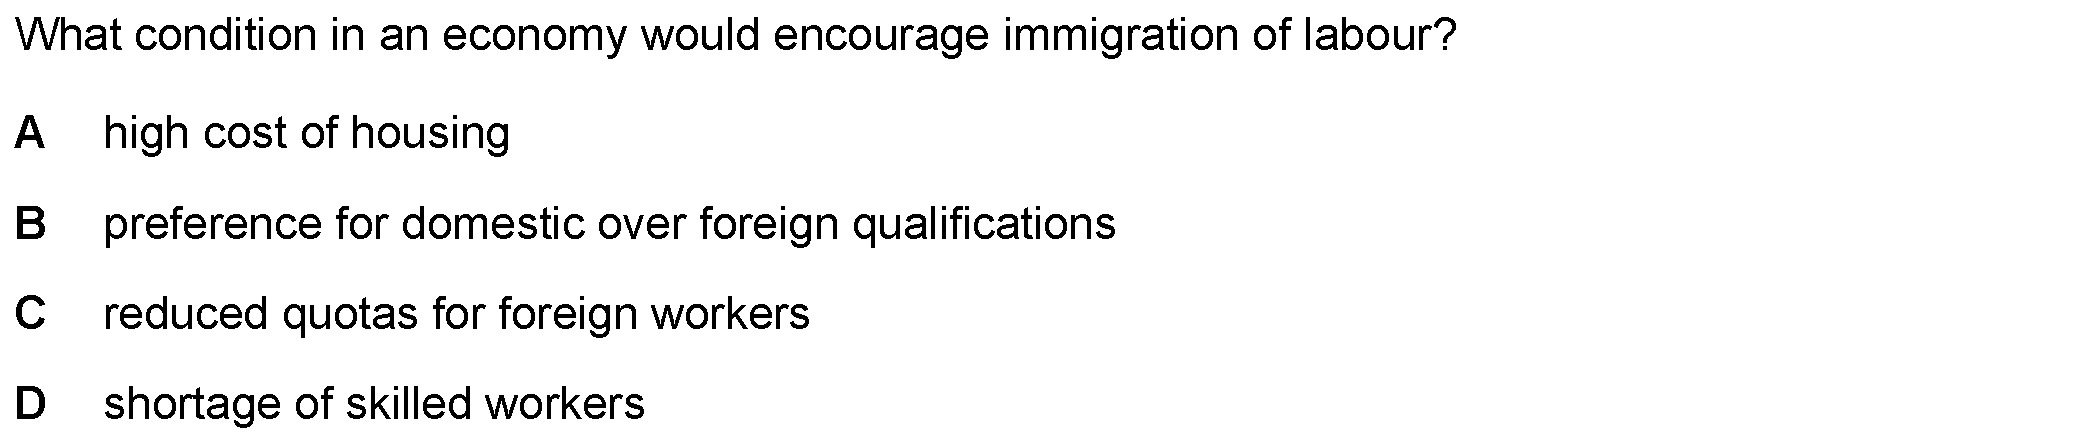 What condition in an economy would encourage immigration of labour?
A high cost of housing
B preference for domestic over foreign qualifications
C reduced quotas for foreign workers
D shortage of skilled workers